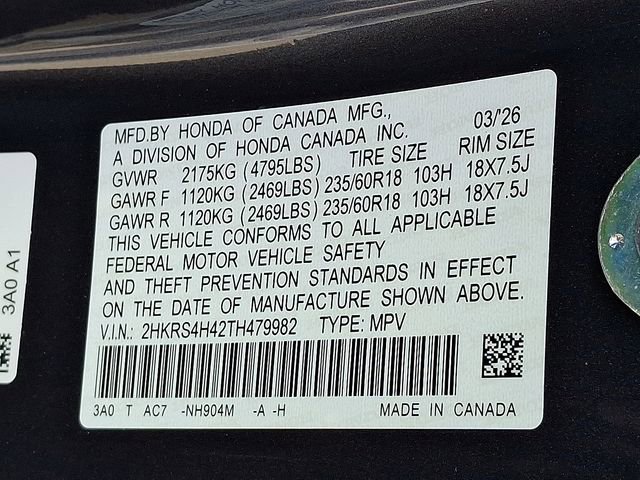 MFD.BY HONDA OF CANADA MFG., 03/'26
A DIVISION OF HONDA CANADA INC.
GVWR 2175KG (4795LBS) TIRE SIZE RIM SIZE
GAWR F 1120KG (2469LBS) 235/60R18 103H 18X7.5J
GAWR R 1120KG (2469LBS) 235/60R18 103H 18X7.5J
THIS VEHICLE CONFORMS TO ALL APPLICABLE
FEDERAL MOTOR VEHICLE SAFETY
AND THEFT PREVENTION STANDARDS IN EFFECT
ON THE DATE OF MANUFACTURE SHOWN ABOVE.
V.I.N.: 2HKRS4H42TH479982 TYPE: MPV
3A0 T AC7 -NH904M -A -H MADE IN CANADA
3A0 A1